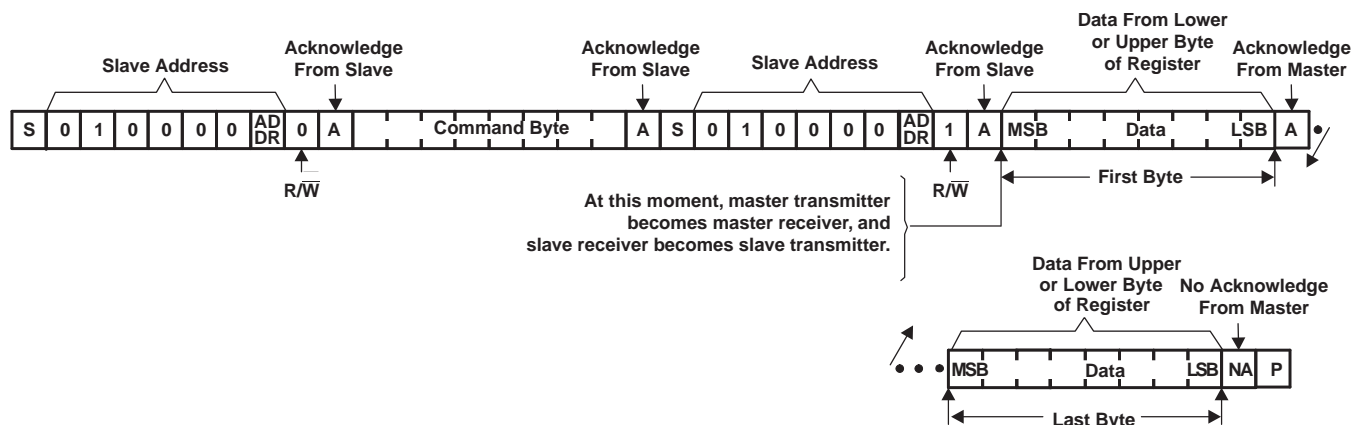 Slave Address
Acknowledge
From Slave
Acknowledge
From Slave
Slave Address
Acknowledge
From Slave
Data From Lower
or Upper Byte
of Register
Acknowledge
From Master
S 0 1 0 0 0 0 AD DR 0 A Command Byte A S 0 1 0 0 0 0 AD DR 1 A MSB Data LSB A
R/W̅
R/W̅
First Byte
At this moment, master transmitter
becomes master receiver, and
slave receiver becomes slave transmitter.
Data From Upper
or Lower Byte
of Register
No Acknowledge
From Master
MSB Data LSB NA P
Last Byte